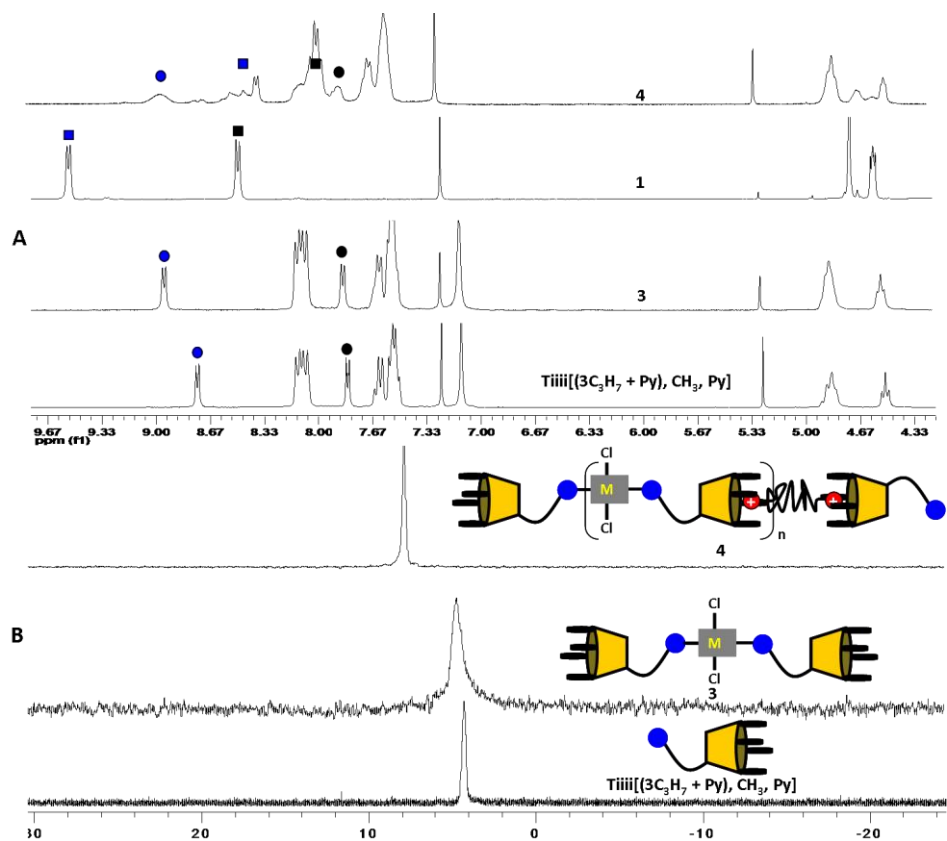 4
1
A
3
Tiiii[(3C₃H₇ + Py), CH₃, Py]
9.67 9.33 9.00 8.67 8.33 8.00 7.67 7.33 7.00 6.67 6.33 6.00 5.67 5.33 5.00 4.67 4.33
ppm (f1)
Cl
M
Cl
+ +
n
4
B
Cl
M
Cl
3
Tiiii[(3C₃H₇ + Py), CH₃, Py]
30 20 10 0 -10 -20